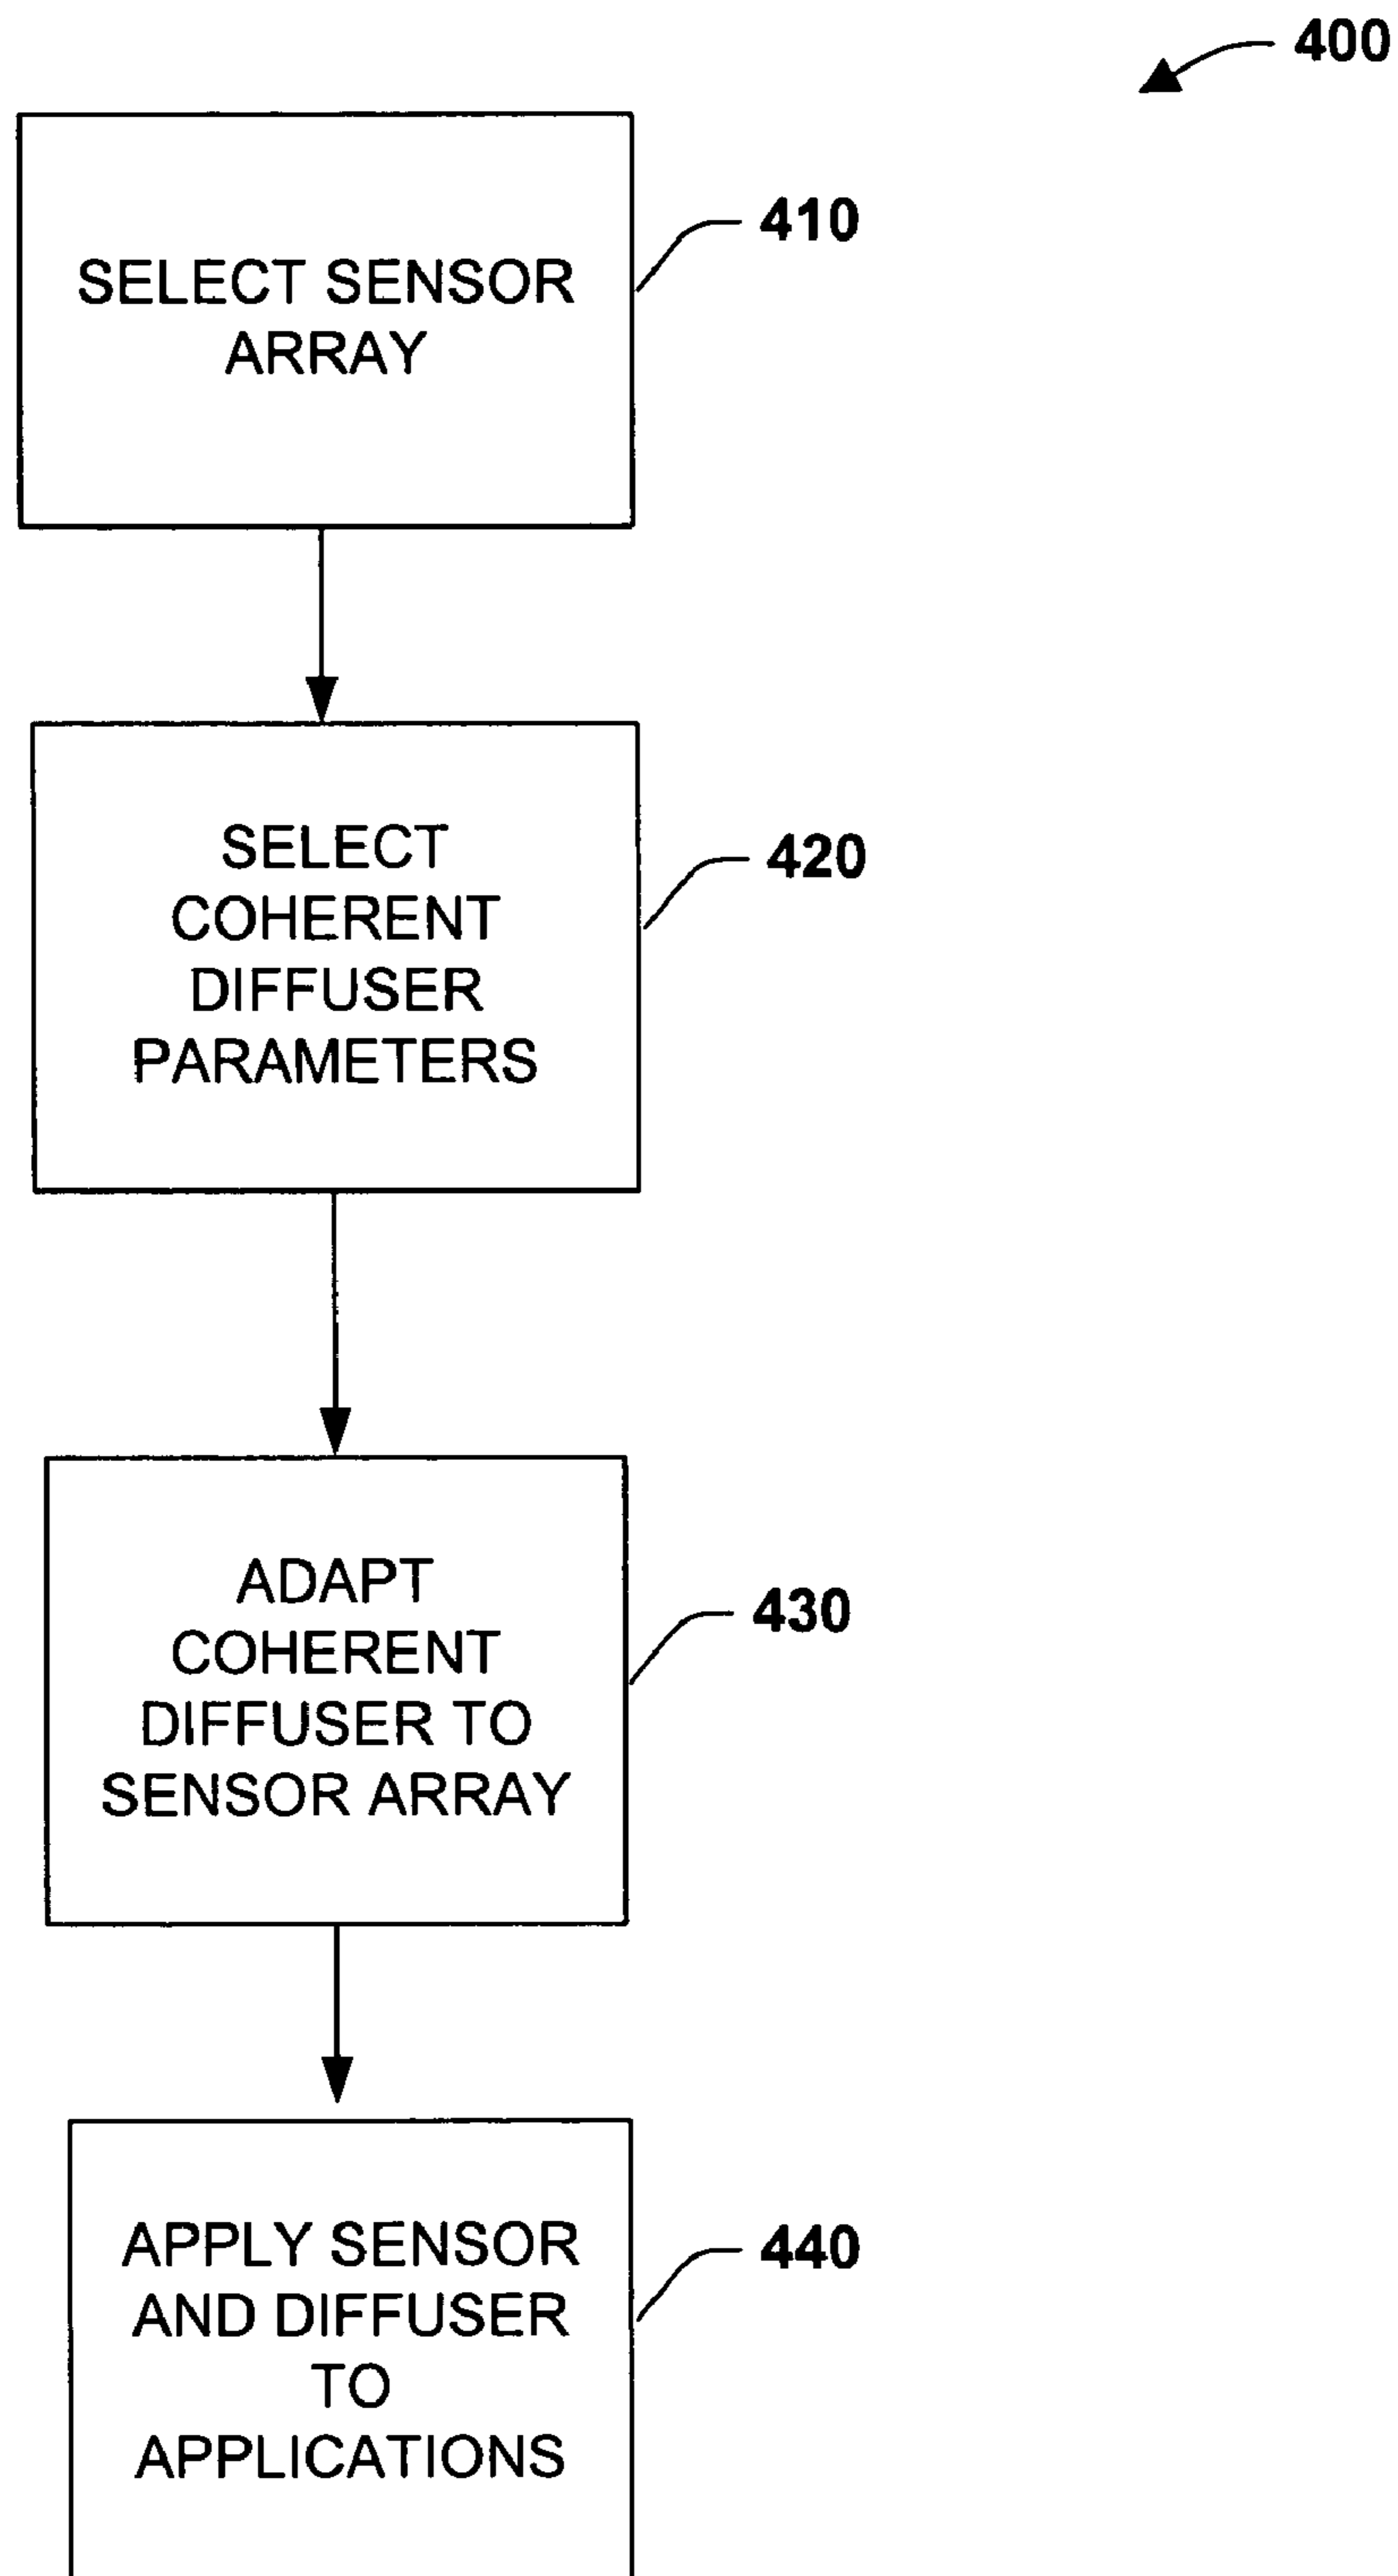 400
SELECT SENSOR
ARRAY
410
SELECT
COHERENT
DIFFUSER
PARAMETERS
420
ADAPT
COHERENT
DIFFUSER TO
SENSOR ARRAY
430
APPLY SENSOR
AND DIFFUSER
TO
APPLICATIONS
440